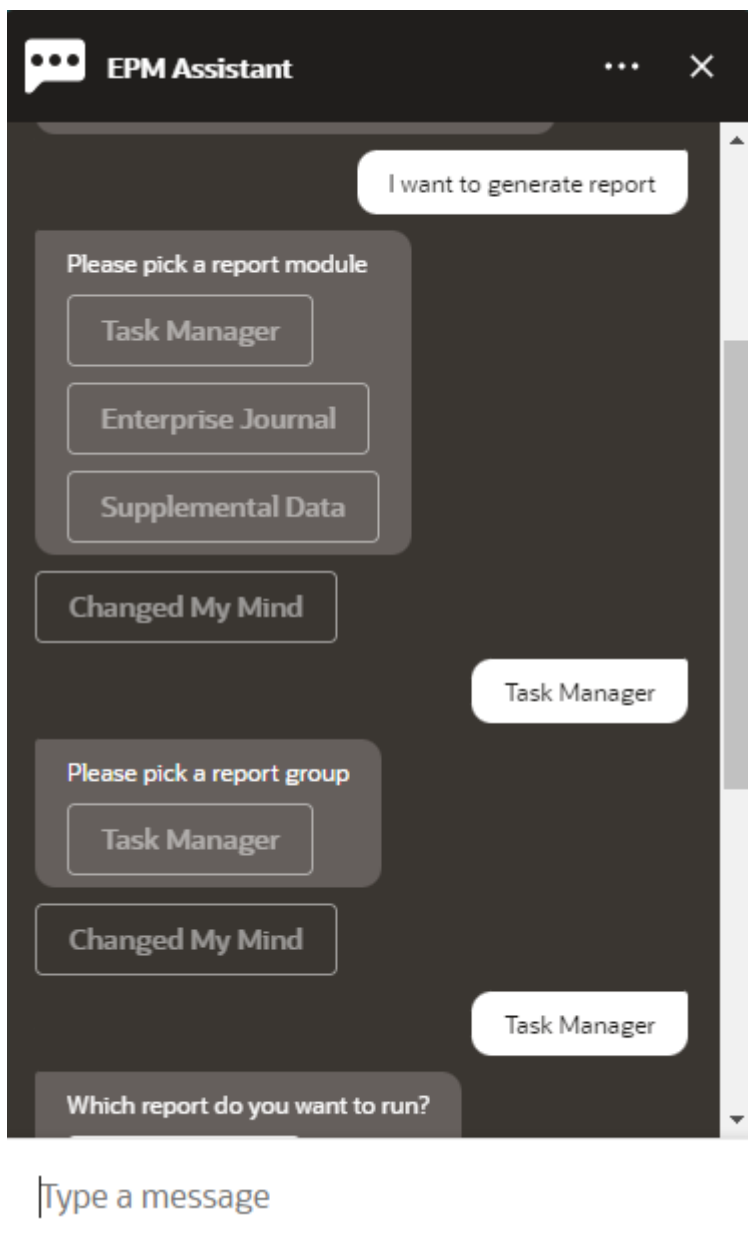 EPM Assistant
I want to generate report
Please pick a report module
Task Manager
Enterprise Journal
Supplemental Data
Changed My Mind
Task Manager
Please pick a report group
Task Manager
Changed My Mind
Task Manager
Which report do you want to run?
Type a message